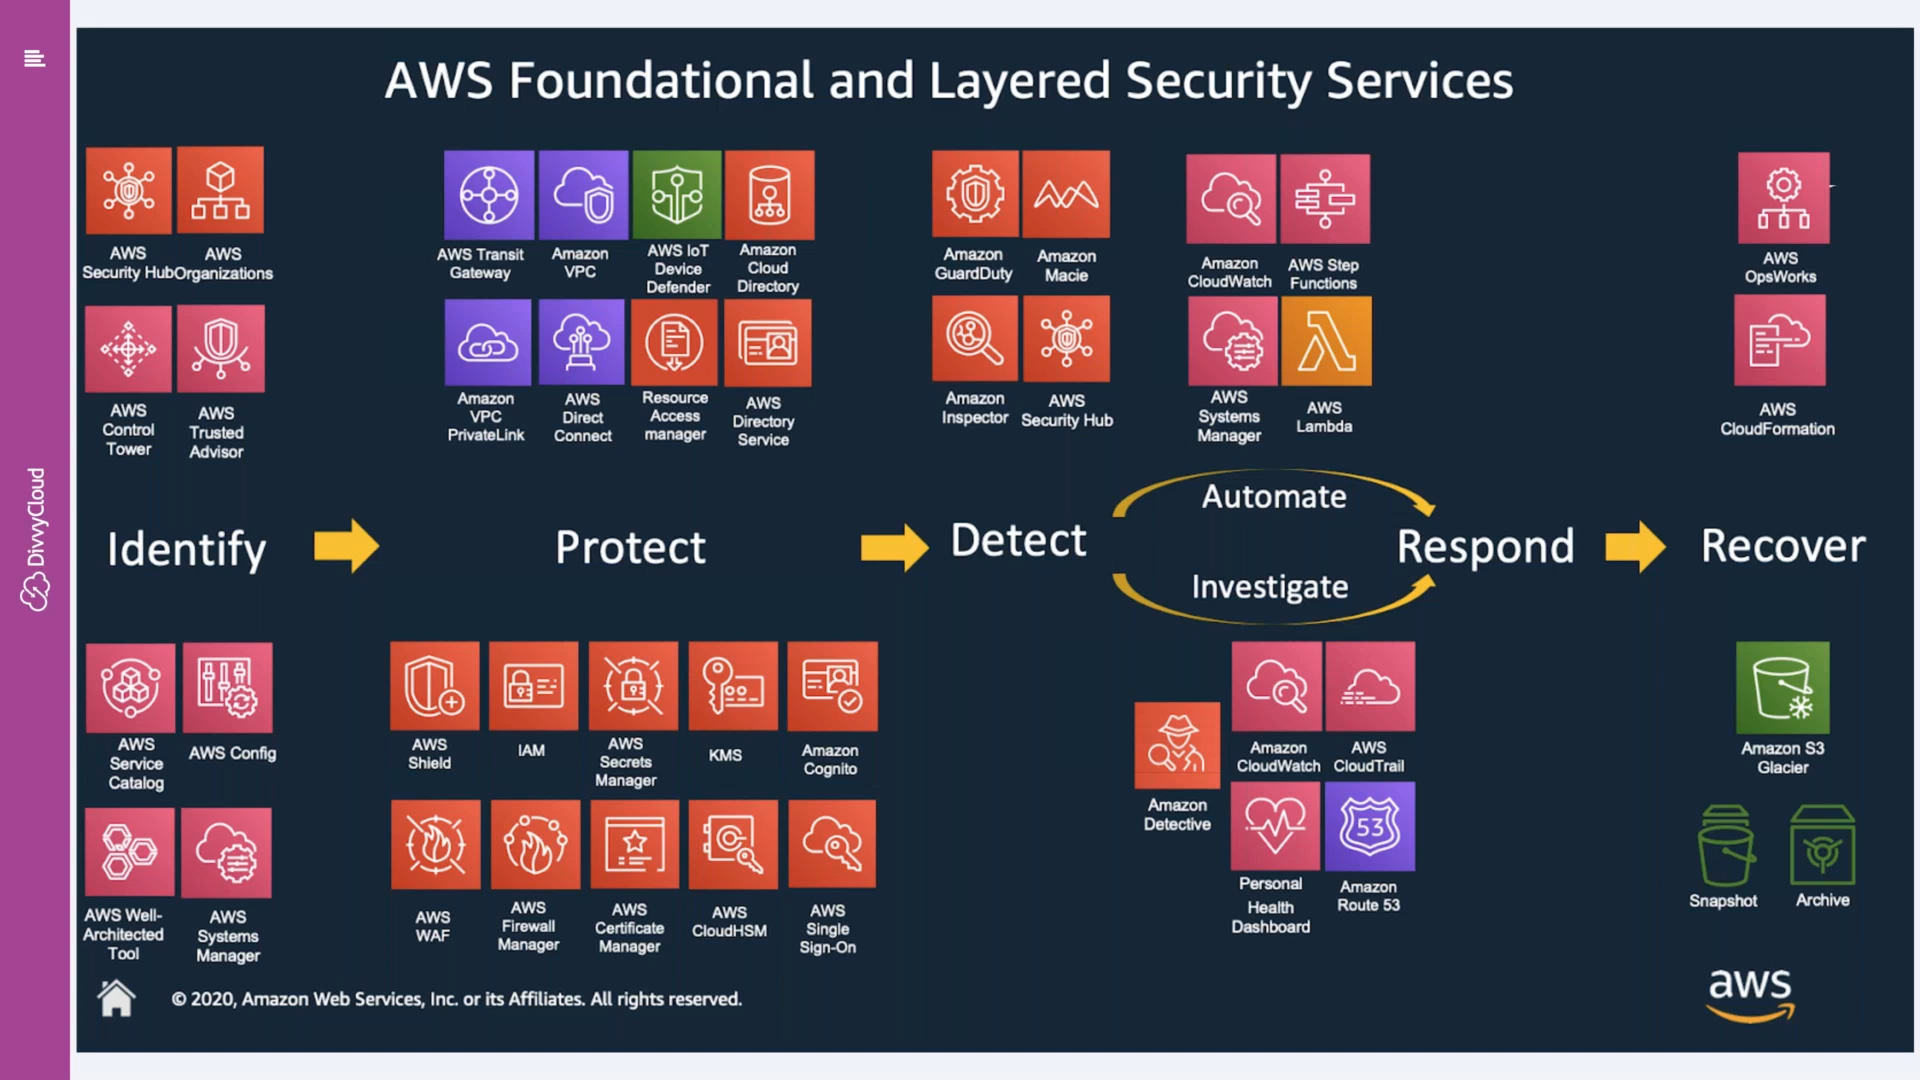 AWS Foundational and Layered Security Services
AWS
Security Hub
AWS
Organizations
AWS
Control
Tower
AWS
Trusted
Advisor
AWS Transit
Gateway
Amazon
VPC
AWS IoT
Device
Defender
Amazon
Cloud
Directory
Amazon
VPC
PrivateLink
AWS
Direct
Connect
Resource
Access
manager
AWS
Directory
Service
Amazon
GuardDuty
Amazon
Macie
Amazon
Inspector
AWS
Security Hub
Amazon
CloudWatch
AWS Step
Functions
AWS
Systems
Manager
AWS
Lambda
AWS
OpsWorks
AWS
CloudFormation
Identify
Protect
Detect
Automate
Investigate
Respond
Recover
AWS
Service
Catalog
AWS Config
AWS Well-
Architected
Tool
AWS
Systems
Manager
AWS
Shield
IAM
AWS
Secrets
Manager
KMS
Amazon
Cognito
AWS
WAF
AWS
Firewall
Manager
AWS
Certificate
Manager
AWS
CloudHSM
AWS
Single
Sign-On
Amazon
Detective
Amazon
CloudWatch
AWS
CloudTrail
Personal
Health
Dashboard
53
Amazon
Route 53
Amazon S3
Glacier
Snapshot
Archive
© 2020, Amazon Web Services, Inc. or its Affiliates. All rights reserved.
aws
DivvyCloud